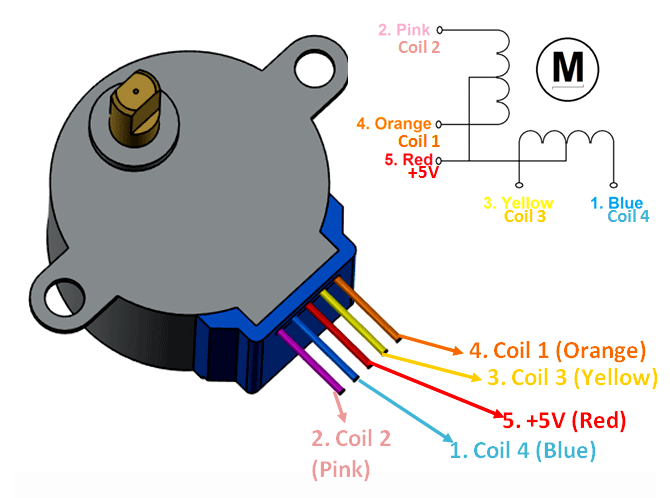 2. Pink
Coil 2
M
4. Orange
Coil 1
5. Red
+5V
3. Yellow
Coil 3
1. Blue
Coil 4
4. Coil 1 (Orange)
3. Coil 3 (Yellow)
5. +5V (Red)
2. Coil 2
(Pink)
1. Coil 4 (Blue)